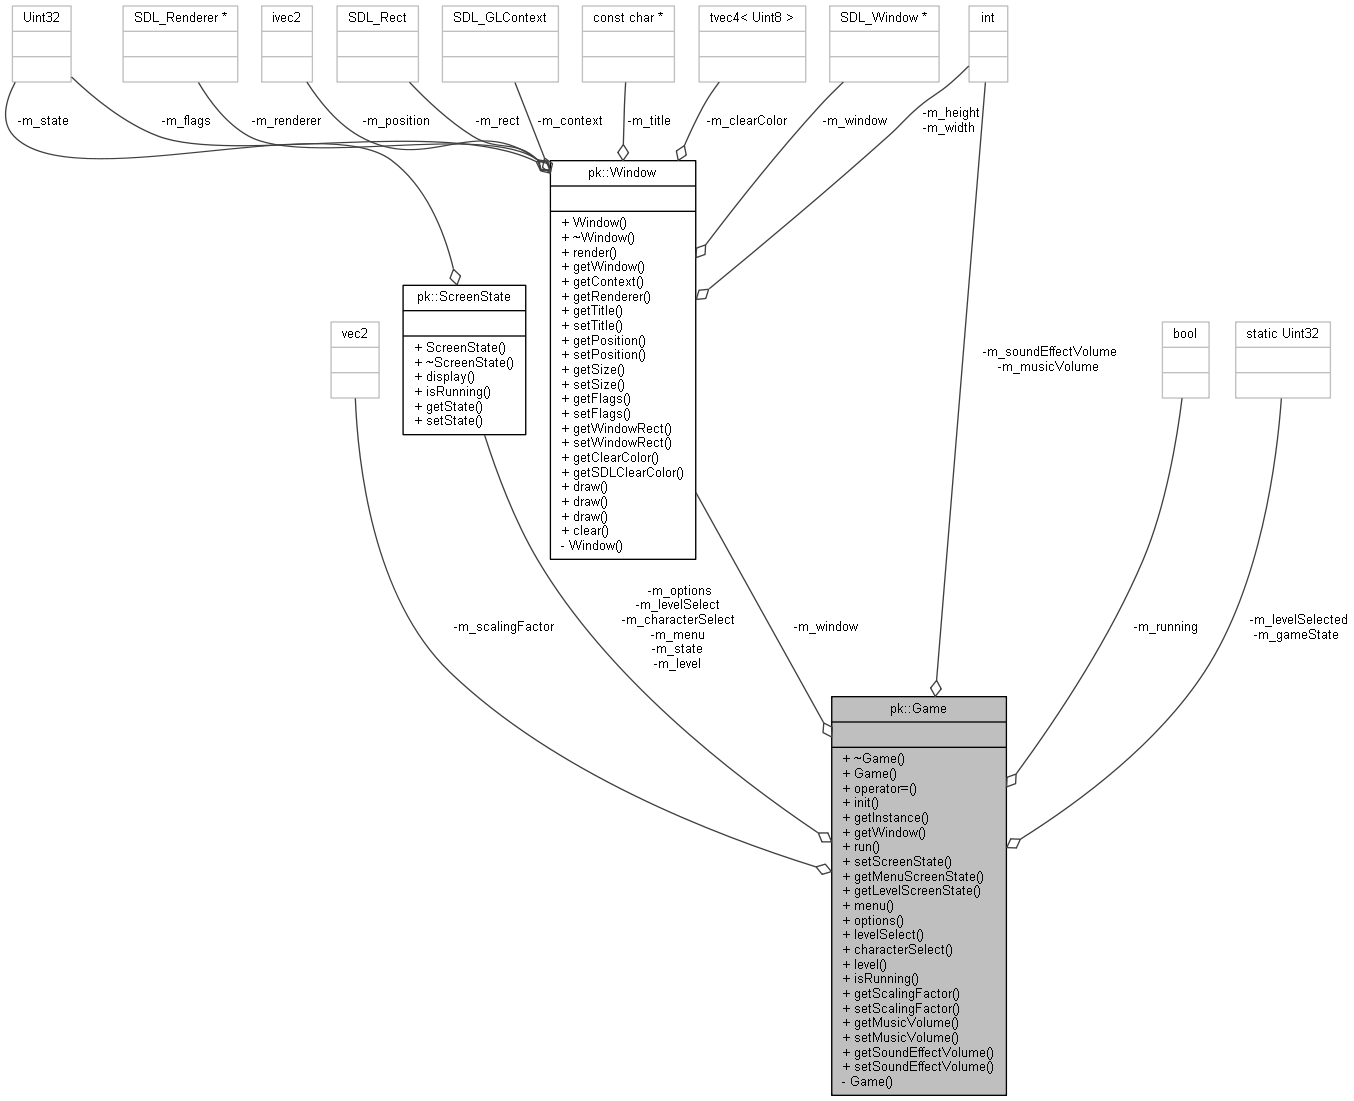 Uint32
SDL_Renderer *
ivec2
SDL_Rect
SDL_GLContext
const char *
tvec4< Uint8 >
SDL_Window *
int
-m_state
-m_flags
-m_renderer
-m_position
-m_rect
-m_context
-m_title
-m_clearColor
-m_window
-m_height
-m_width
pk::Window
+ Window()
+ ~Window()
+ render()
+ getWindow()
+ getContext()
+ getRenderer()
+ getTitle()
+ setTitle()
+ getPosition()
+ setPosition()
+ getSize()
+ setSize()
+ getFlags()
+ setFlags()
+ getWindowRect()
+ setWindowRect()
+ getClearColor()
+ getSDLClearColor()
+ draw()
+ draw()
+ draw()
+ clear()
- Window()
pk::ScreenState
+ ScreenState()
+ ~ScreenState()
+ display()
+ isRunning()
+ getState()
+ setState()
vec2
bool
static Uint32
-m_soundEffectVolume
-m_musicVolume
-m_scalingFactor
-m_options
-m_levelSelect
-m_characterSelect
-m_menu
-m_state
-m_level
-m_window
-m_running
-m_levelSelected
-m_gameState
pk::Game
+ ~Game()
+ Game()
+ operator=()
+ init()
+ getInstance()
+ getWindow()
+ run()
+ setScreenState()
+ getMenuScreenState()
+ getLevelScreenState()
+ menu()
+ options()
+ levelSelect()
+ characterSelect()
+ level()
+ isRunning()
+ getScalingFactor()
+ setScalingFactor()
+ getMusicVolume()
+ setMusicVolume()
+ getSoundEffectVolume()
+ setSoundEffectVolume()
- Game()